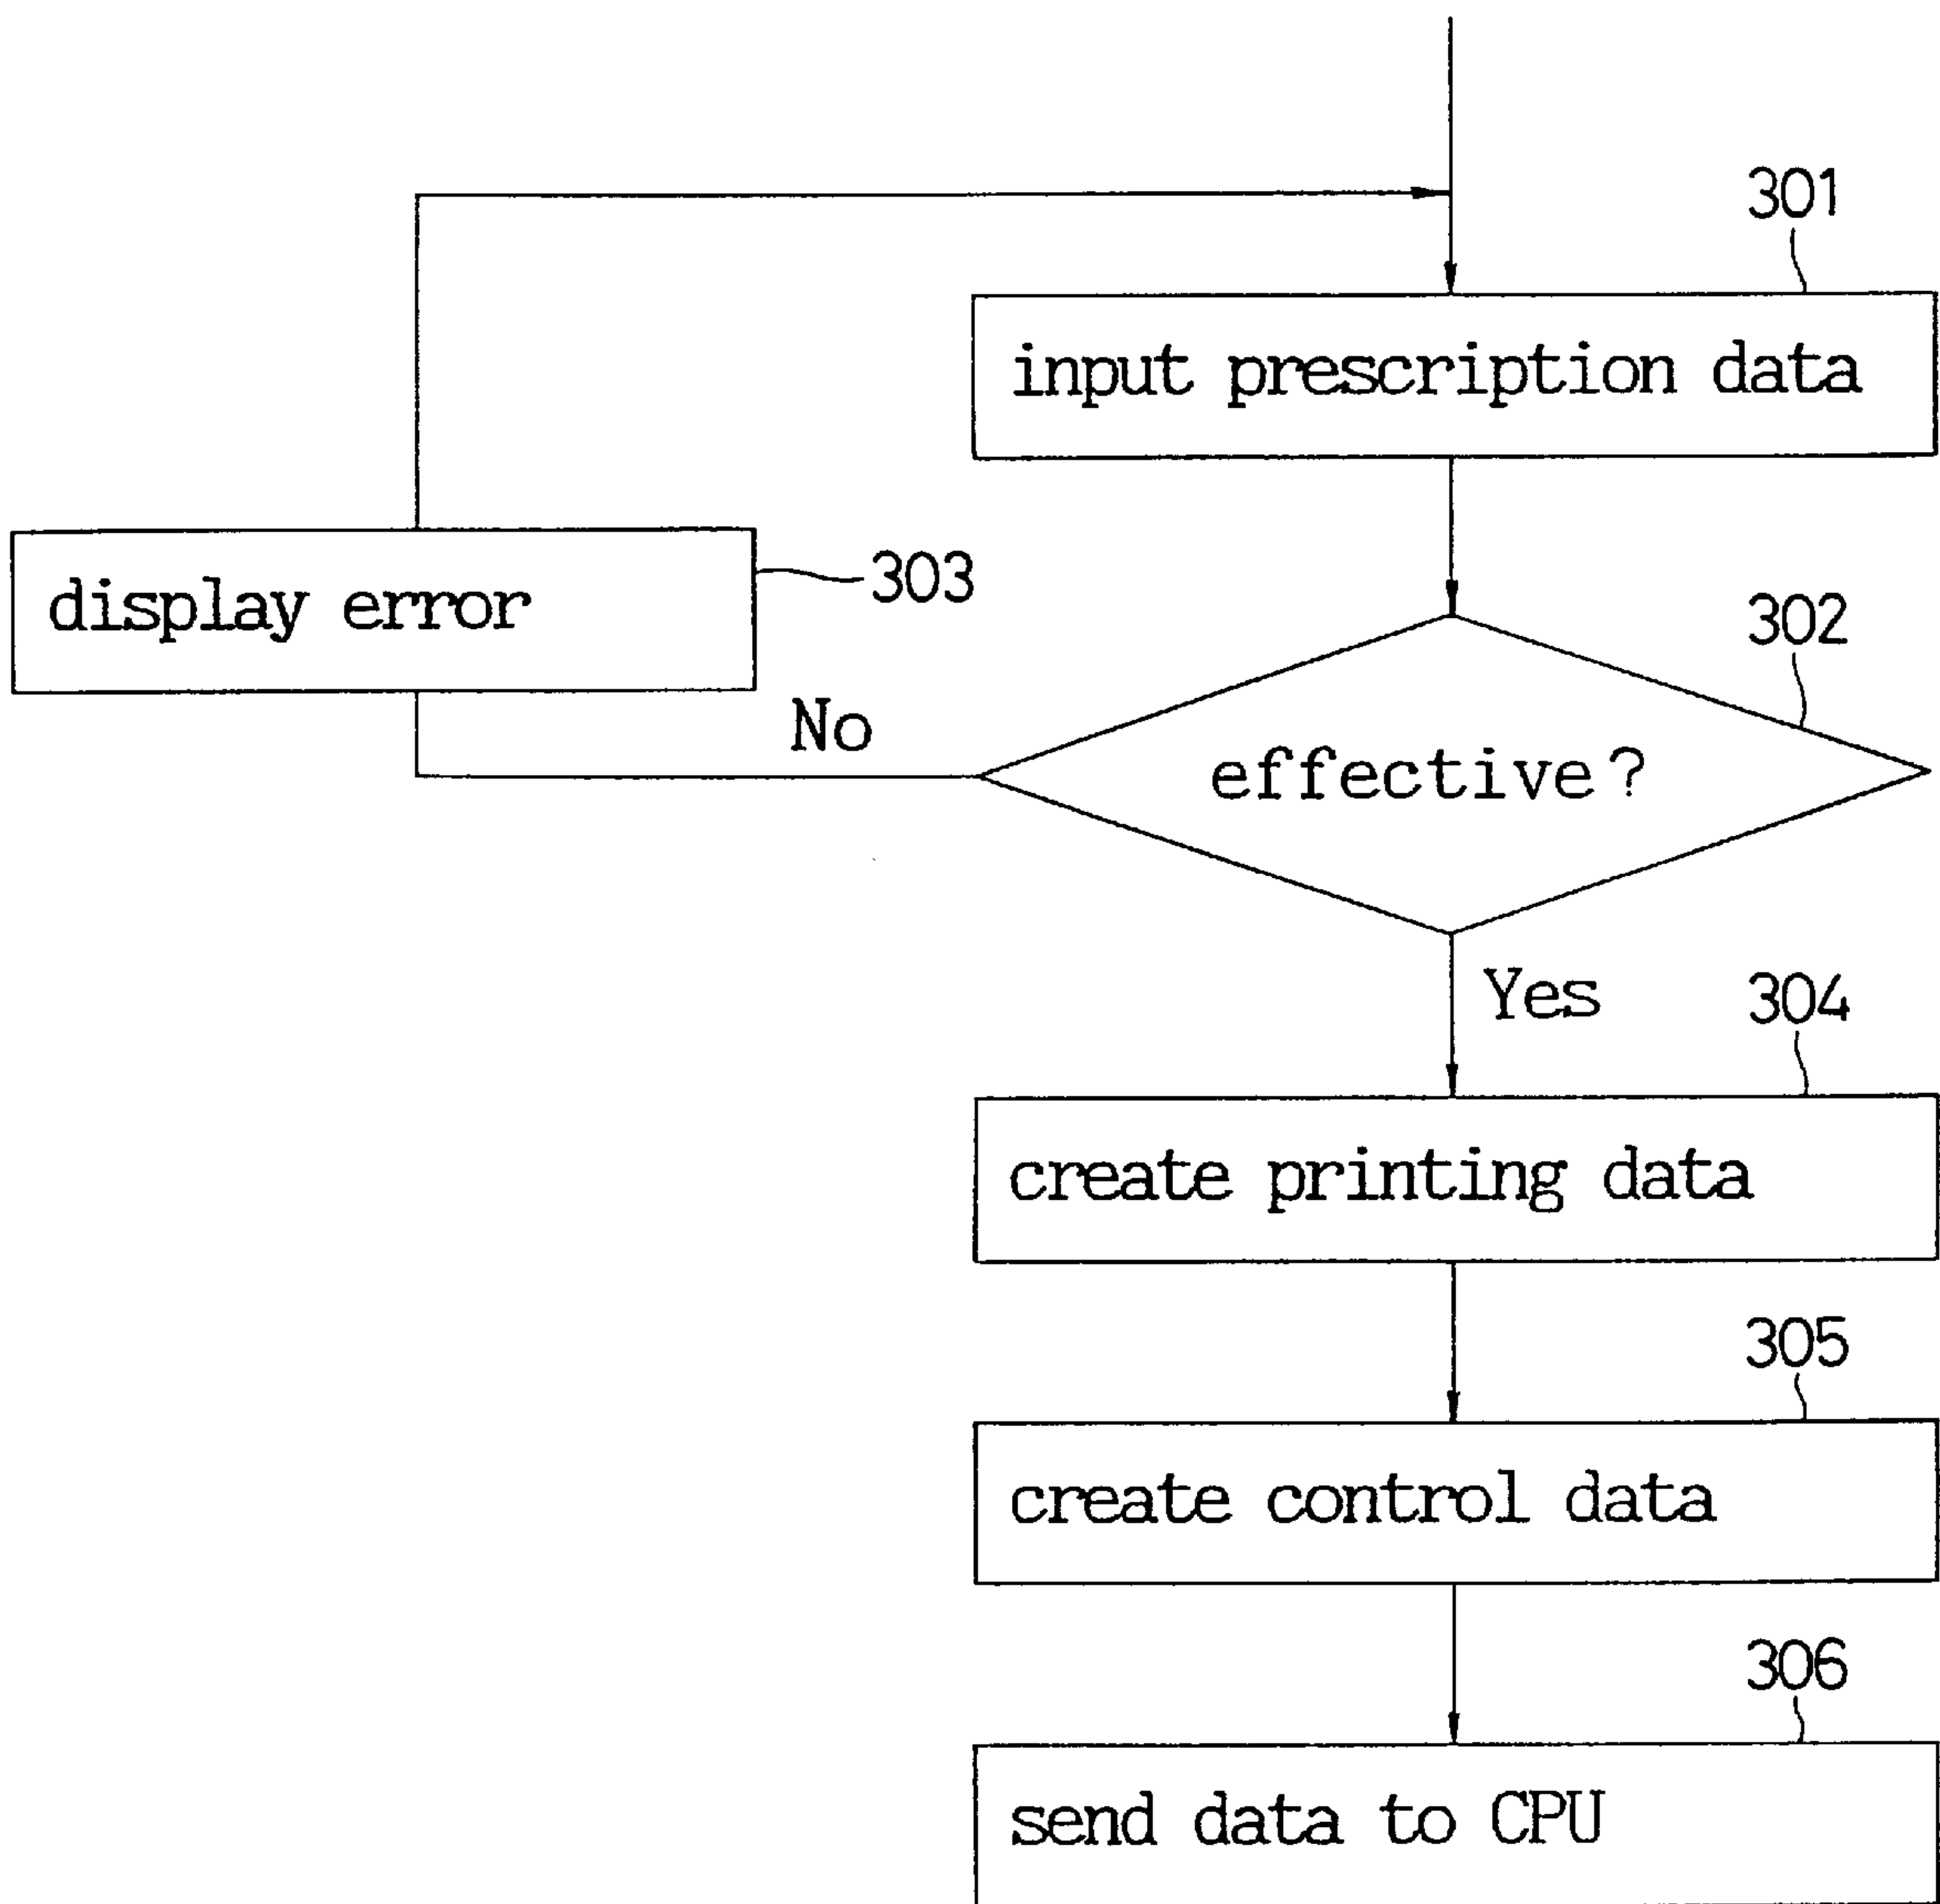 301
input prescription data
display error
303
302
No
effective?
Yes
304
create printing data
305
create control data
306
send data to CPU